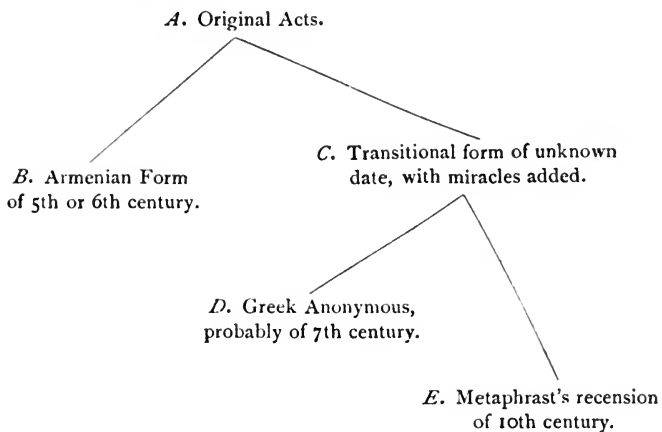 A. Original Acts.
C. Transitional form of unknown
date, with miracles added.
B. Armenian Form
of 5th or 6th century.
D. Greek Anonymous,
probably of 7th century.
E. Metaphrast's recension
of 10th century.